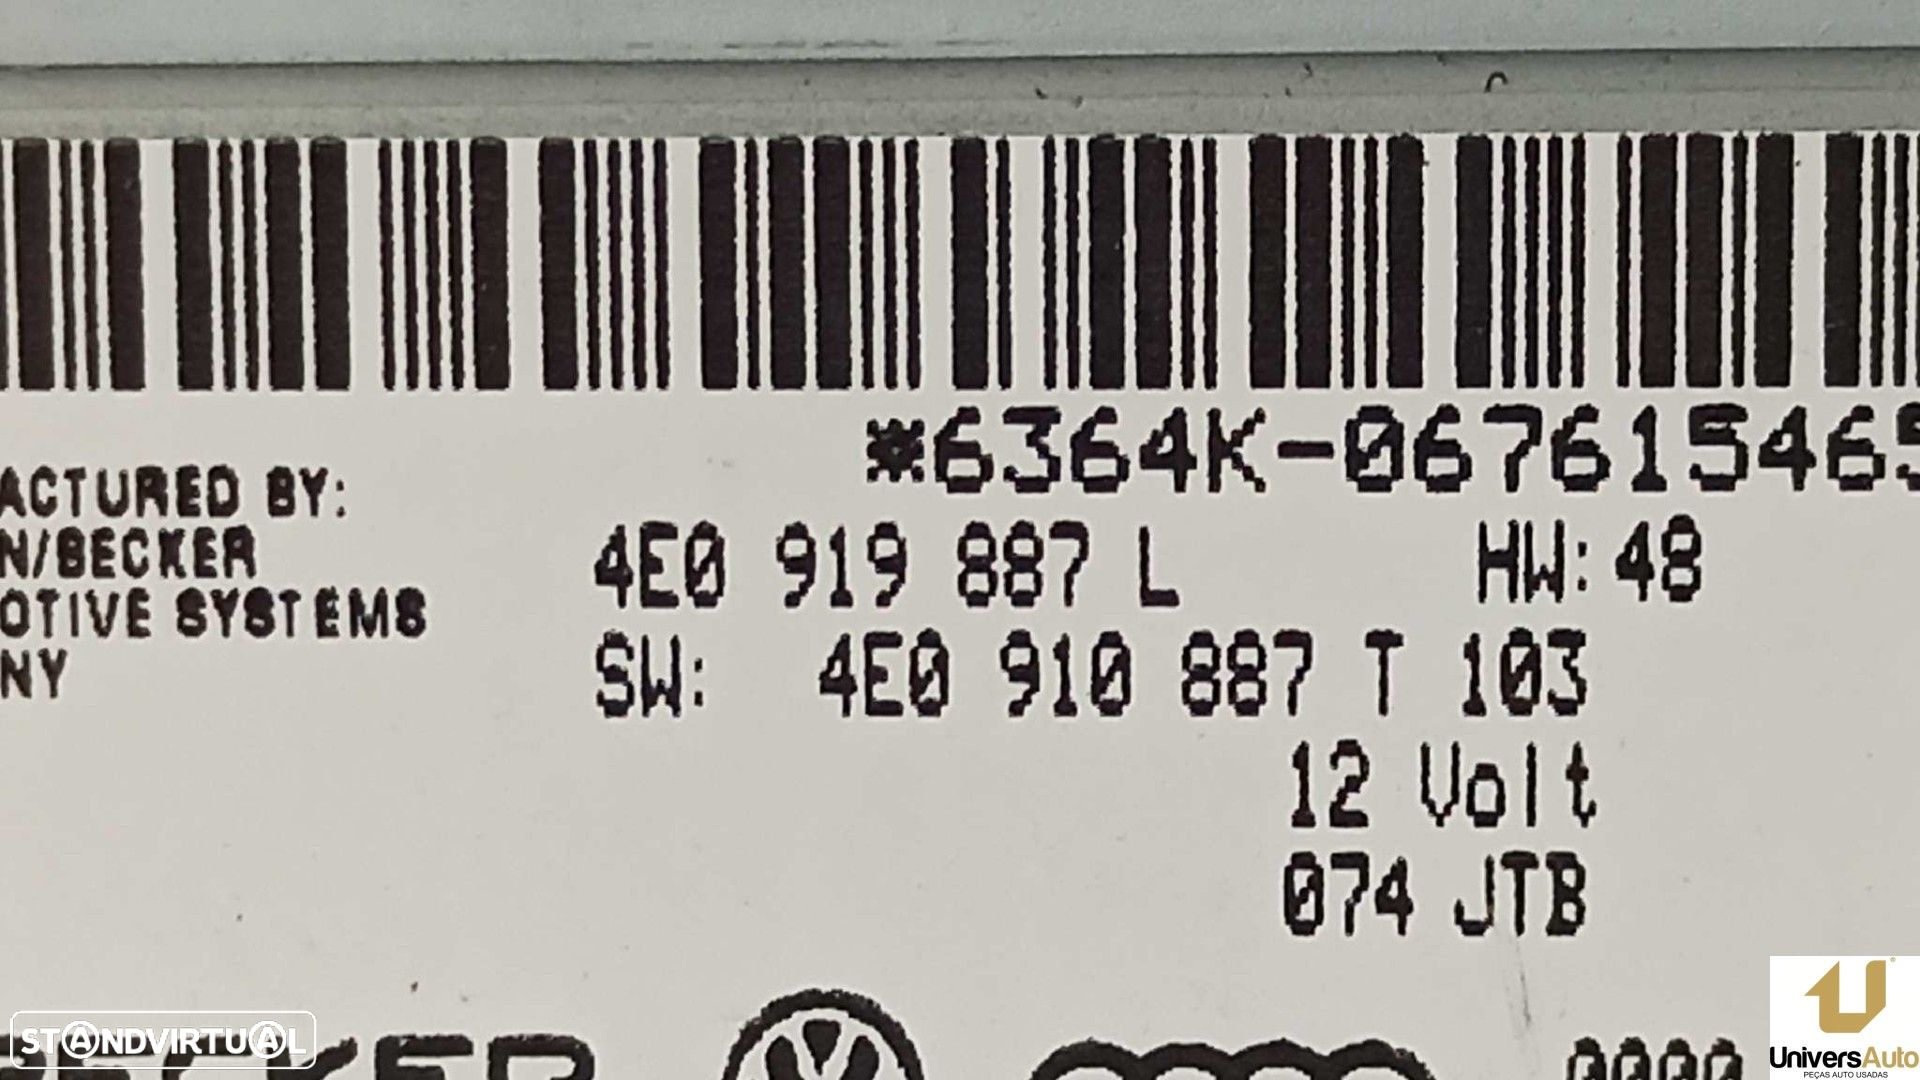 *6364K-067615465
ACTURED BY:
N/BECKER
OTIVE SYSTEMS
NY
4E0 919 887 L HW: 48
SW: 4E0 910 887 T 103
12 Volt
074 JTB
STANDVIRTUAL
UniversAuto
PEÇAS AUTO USADAS